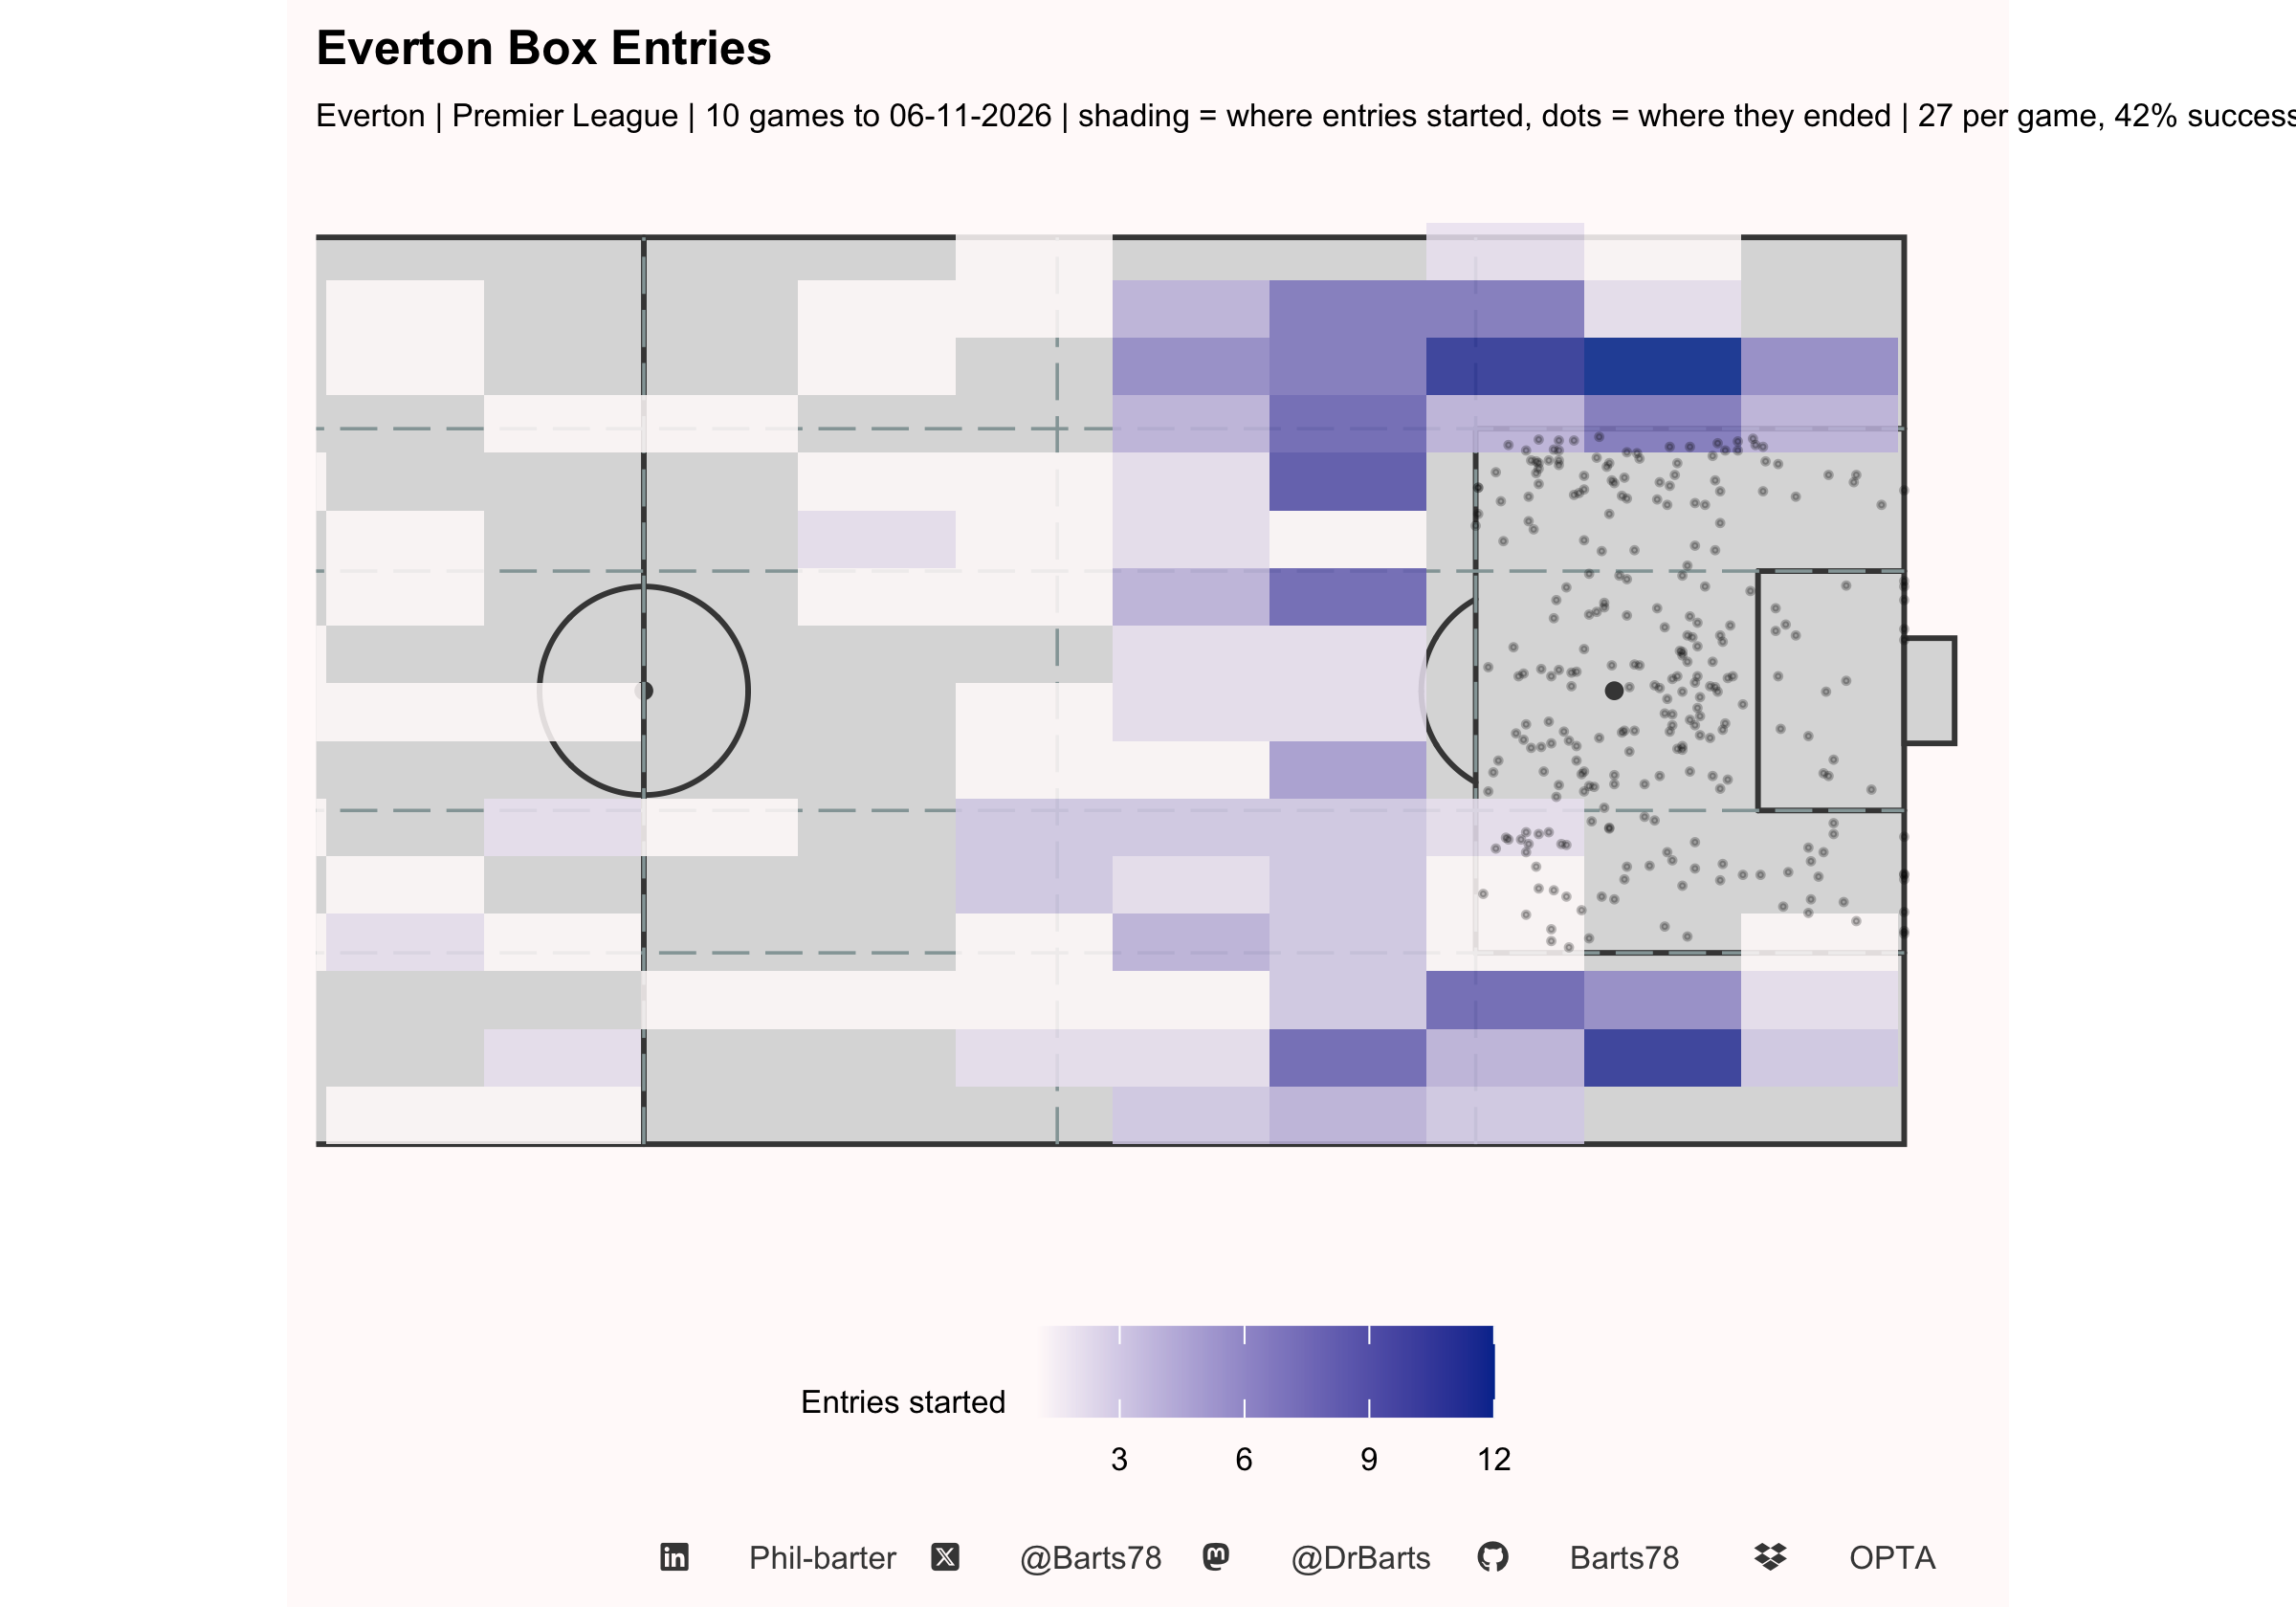 Everton Box Entries
Everton | Premier League | 10 games to 06-11-2026 | shading = where entries started, dots = where they ended | 27 per game, 42% success
Entries started
3 6 9 12
Phil-barter @Barts78 @DrBarts Barts78 OPTA